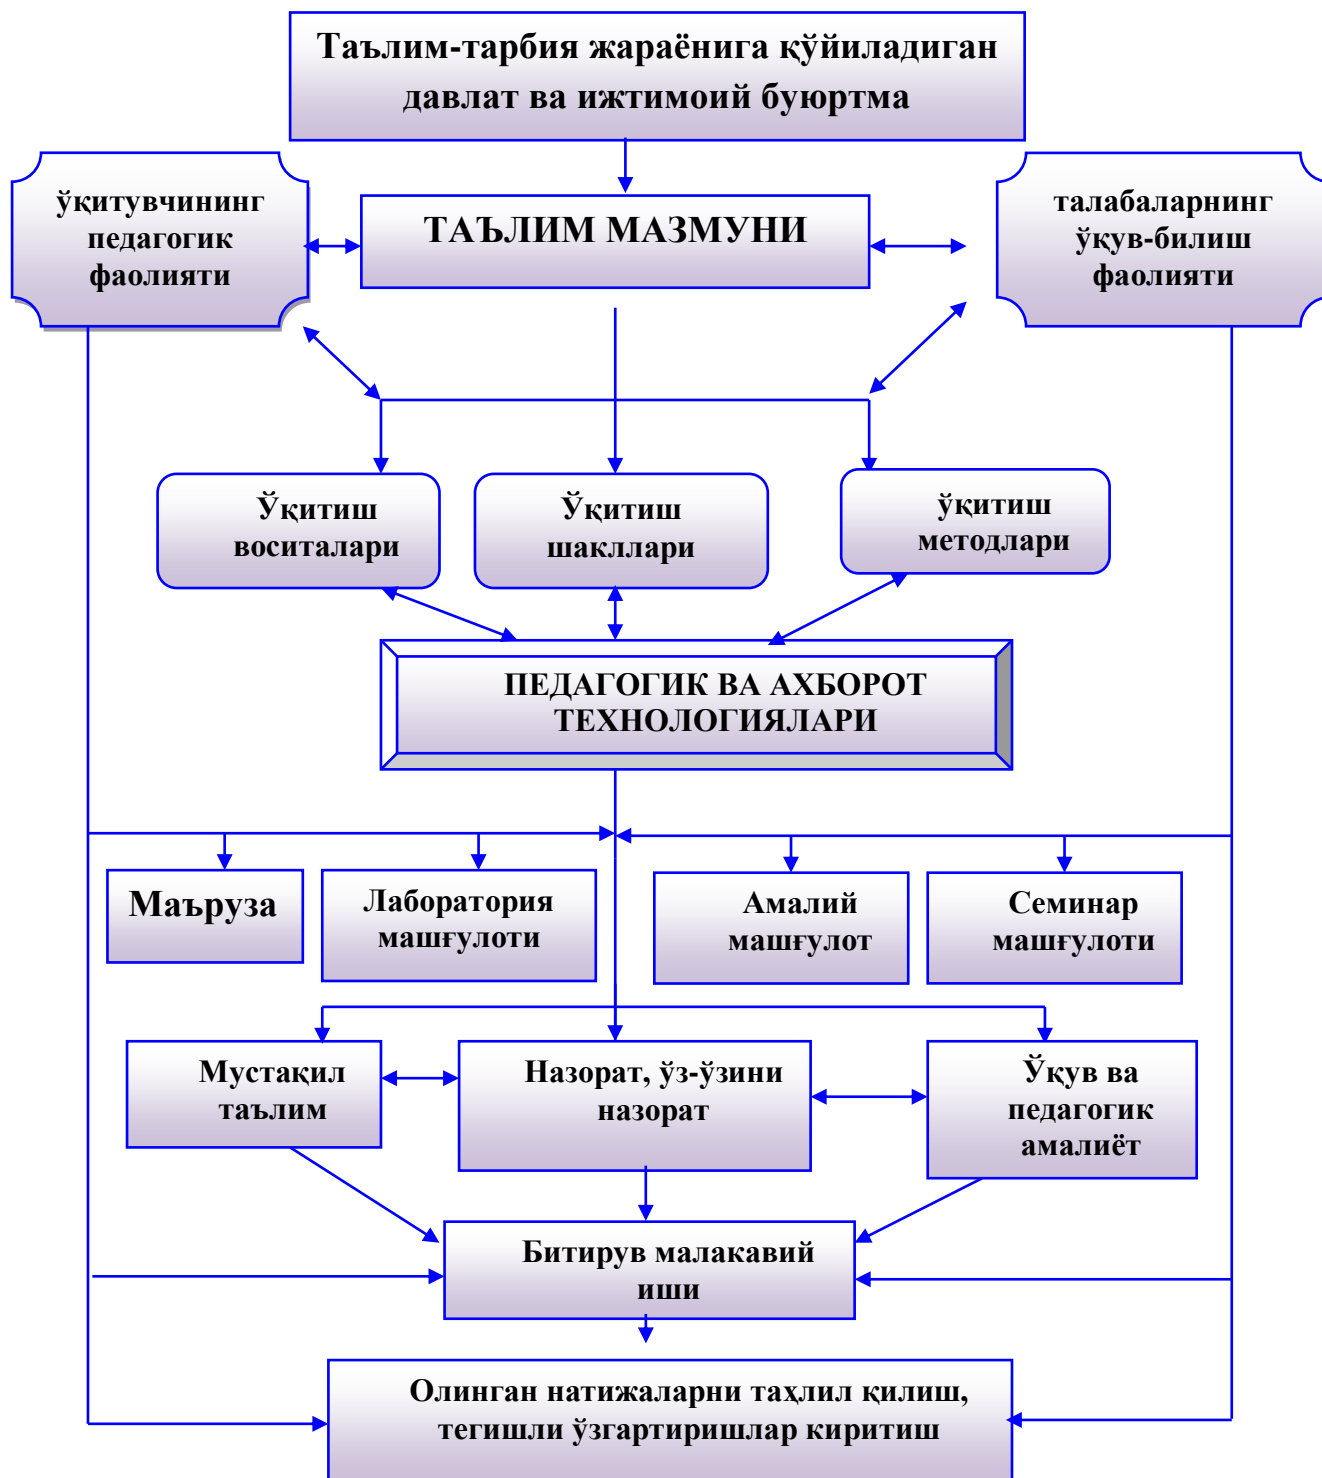 Таълим-тарбия жараёнига қўйиладиган
давлат ва ижтимоий буюртма
ўқитувчининг
педагогик
фаолияти
ТАЪЛИМ МАЗМУНИ
талабаларнинг
ўқув-билиш
фаолияти
Ўқитиш
воситалари
Ўқитиш
шакллари
ўқитиш
методлари
ПЕДАГОГИК ВА АХБОРОТ
ТЕХНОЛОГИЯЛАРИ
Маъруза
Лаборатория
машғулоти
Амалий
машғулот
Семинар
машғулоти
Мустақил
таълим
Назорат, ўз-ўзини
назорат
Ўқув ва
педагогик
амалиёт
Битирув малакавий
иши
Олинган натижаларни таҳлил қилиш,
тегишли ўзгартиришлар киритиш